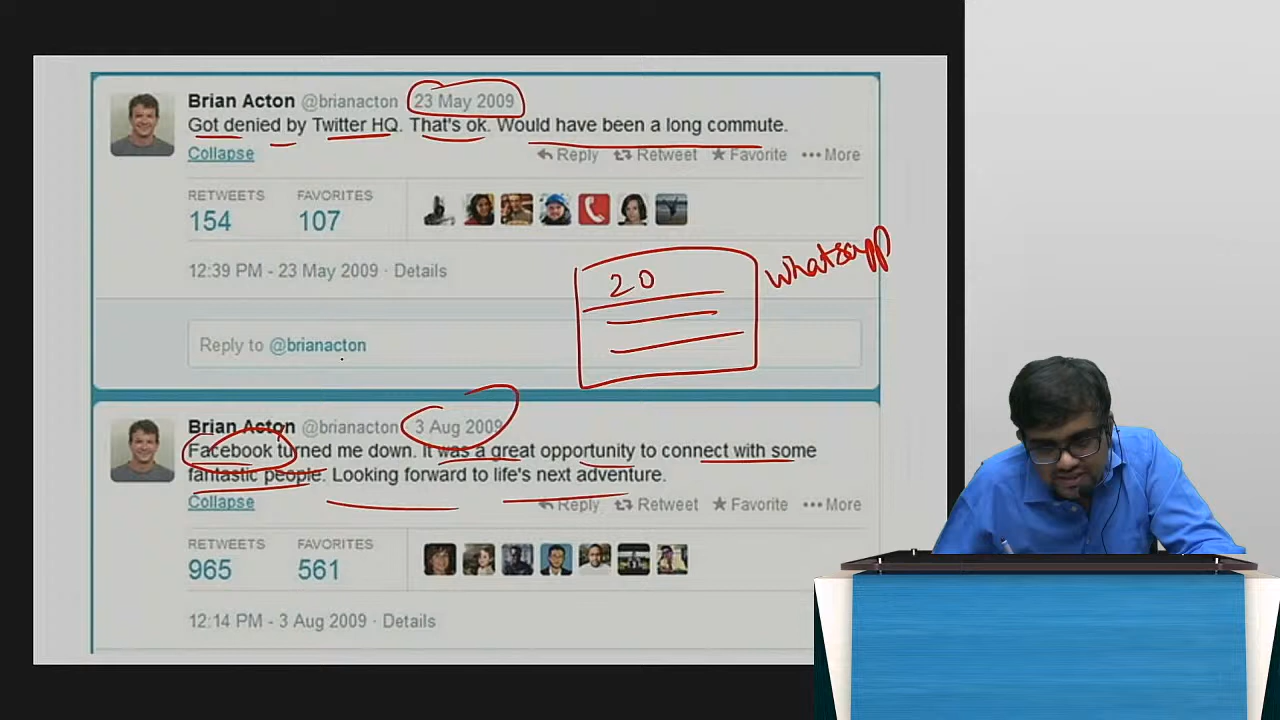 Brian Acton @brianacton 23 May 2009
Got denied by Twitter HQ. That's ok. Would have been a long commute.
Collapse Reply Retweet Favorite More
RETWEETS FAVORITES
154 107
12:39 PM - 23 May 2009 · Details
whatsapp
20
Reply to @brianacton
Brian Acton @brianacton 3 Aug 2009
Facebook turned me down. It was a great opportunity to connect with some
fantastic people. Looking forward to life's next adventure.
Collapse Reply Retweet Favorite More
RETWEETS FAVORITES
965 561
12:14 PM - 3 Aug 2009 · Details